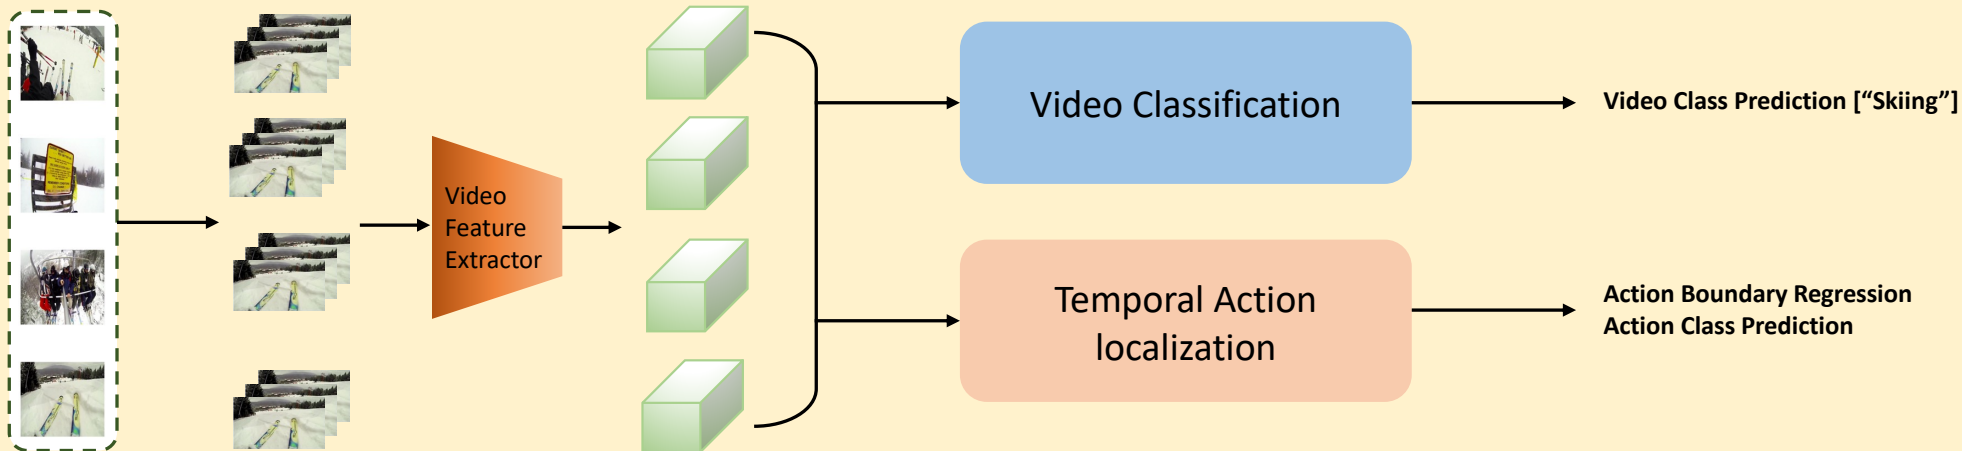 Video
Feature
Extractor
Video Classification
Video Class Prediction [“Skiing”]
Temporal Action
localization
Action Boundary Regression
Action Class Prediction